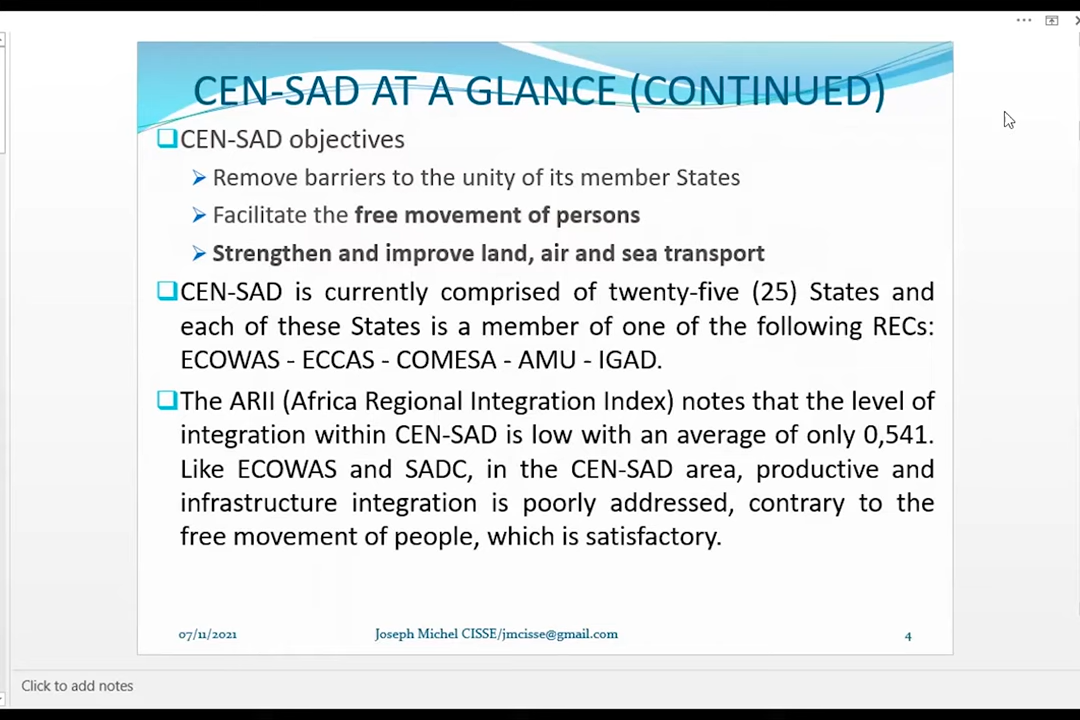 CEN-SAD AT A GLANCE (CONTINUED)
CEN-SAD objectives
Remove barriers to the unity of its member States
Facilitate the free movement of persons
Strengthen and improve land, air and sea transport
CEN-SAD is currently comprised of twenty-five (25) States and
each of these States is a member of one of the following RECs:
ECOWAS - ECCAS - COMESA - AMU - IGAD.
The ARII (Africa Regional Integration Index) notes that the level of
integration within CEN-SAD is low with an average of only 0,541.
Like ECOWAS and SADC, in the CEN-SAD area, productive and
infrastructure integration is poorly addressed, contrary to the
free movement of people, which is satisfactory.
07/11/2021 Joseph Michel CISSE/jmcisse@gmail.com 4
Click to add notes